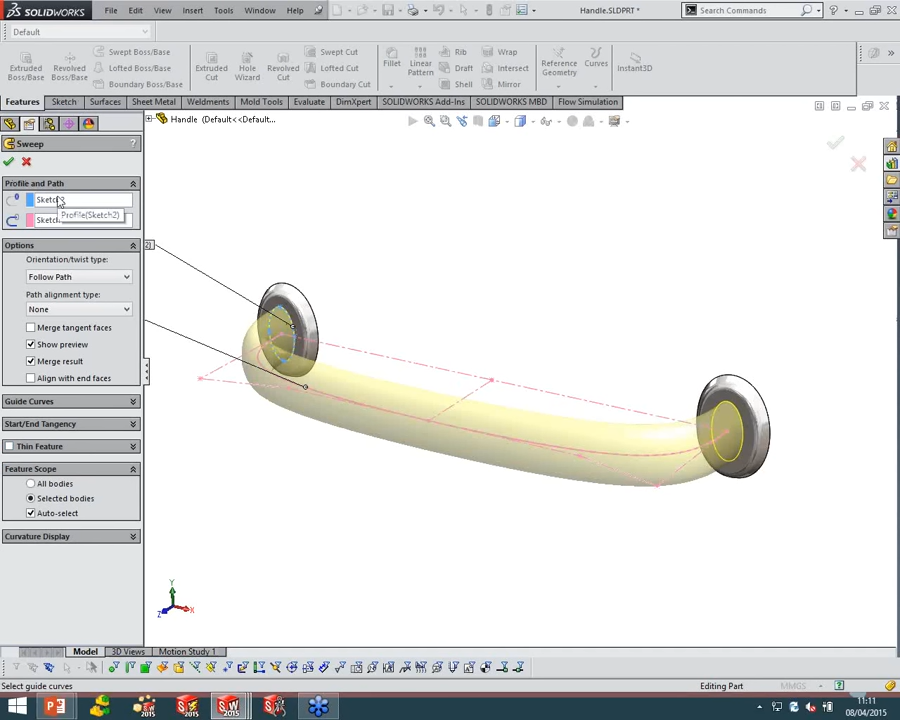 SOLIDWORKS File Edit View Insert Tools Window Help Handle.SLDPRT * Search Commands
Default
Extruded Boss/Base
Revolved Boss/Base
Swept Boss/Base
Lofted Boss/Base
Boundary Boss/Base
Extruded Cut
Hole Wizard
Revolved Cut
Swept Cut
Lofted Cut
Boundary Cut
Fillet
Linear Pattern
Rib
Draft
Shell
Wrap
Intersect
Mirror
Reference Geometry
Curves
Instant3D
Features Sketch Surfaces Sheet Metal Weldments Mold Tools Evaluate DimXpert SOLIDWORKS Add-Ins SOLIDWORKS MBD Flow Simulation
Handle (Default<<Default...
Sweep ?
Profile and Path
Profile(Sketch2)
Sketch
Options
Orientation/twist type:
Follow Path
Path alignment type:
None
Merge tangent faces
Show preview
Merge result
Align with end faces
Guide Curves
Start/End Tangency
Thin Feature
Feature Scope
All bodies
Selected bodies
Auto-select
Curvature Display
2)
Y
X
Z
Model 3D Views Motion Study 1
Select guide curves Editing Part MMGS
2015 2015 2015
11:11
08/04/2015